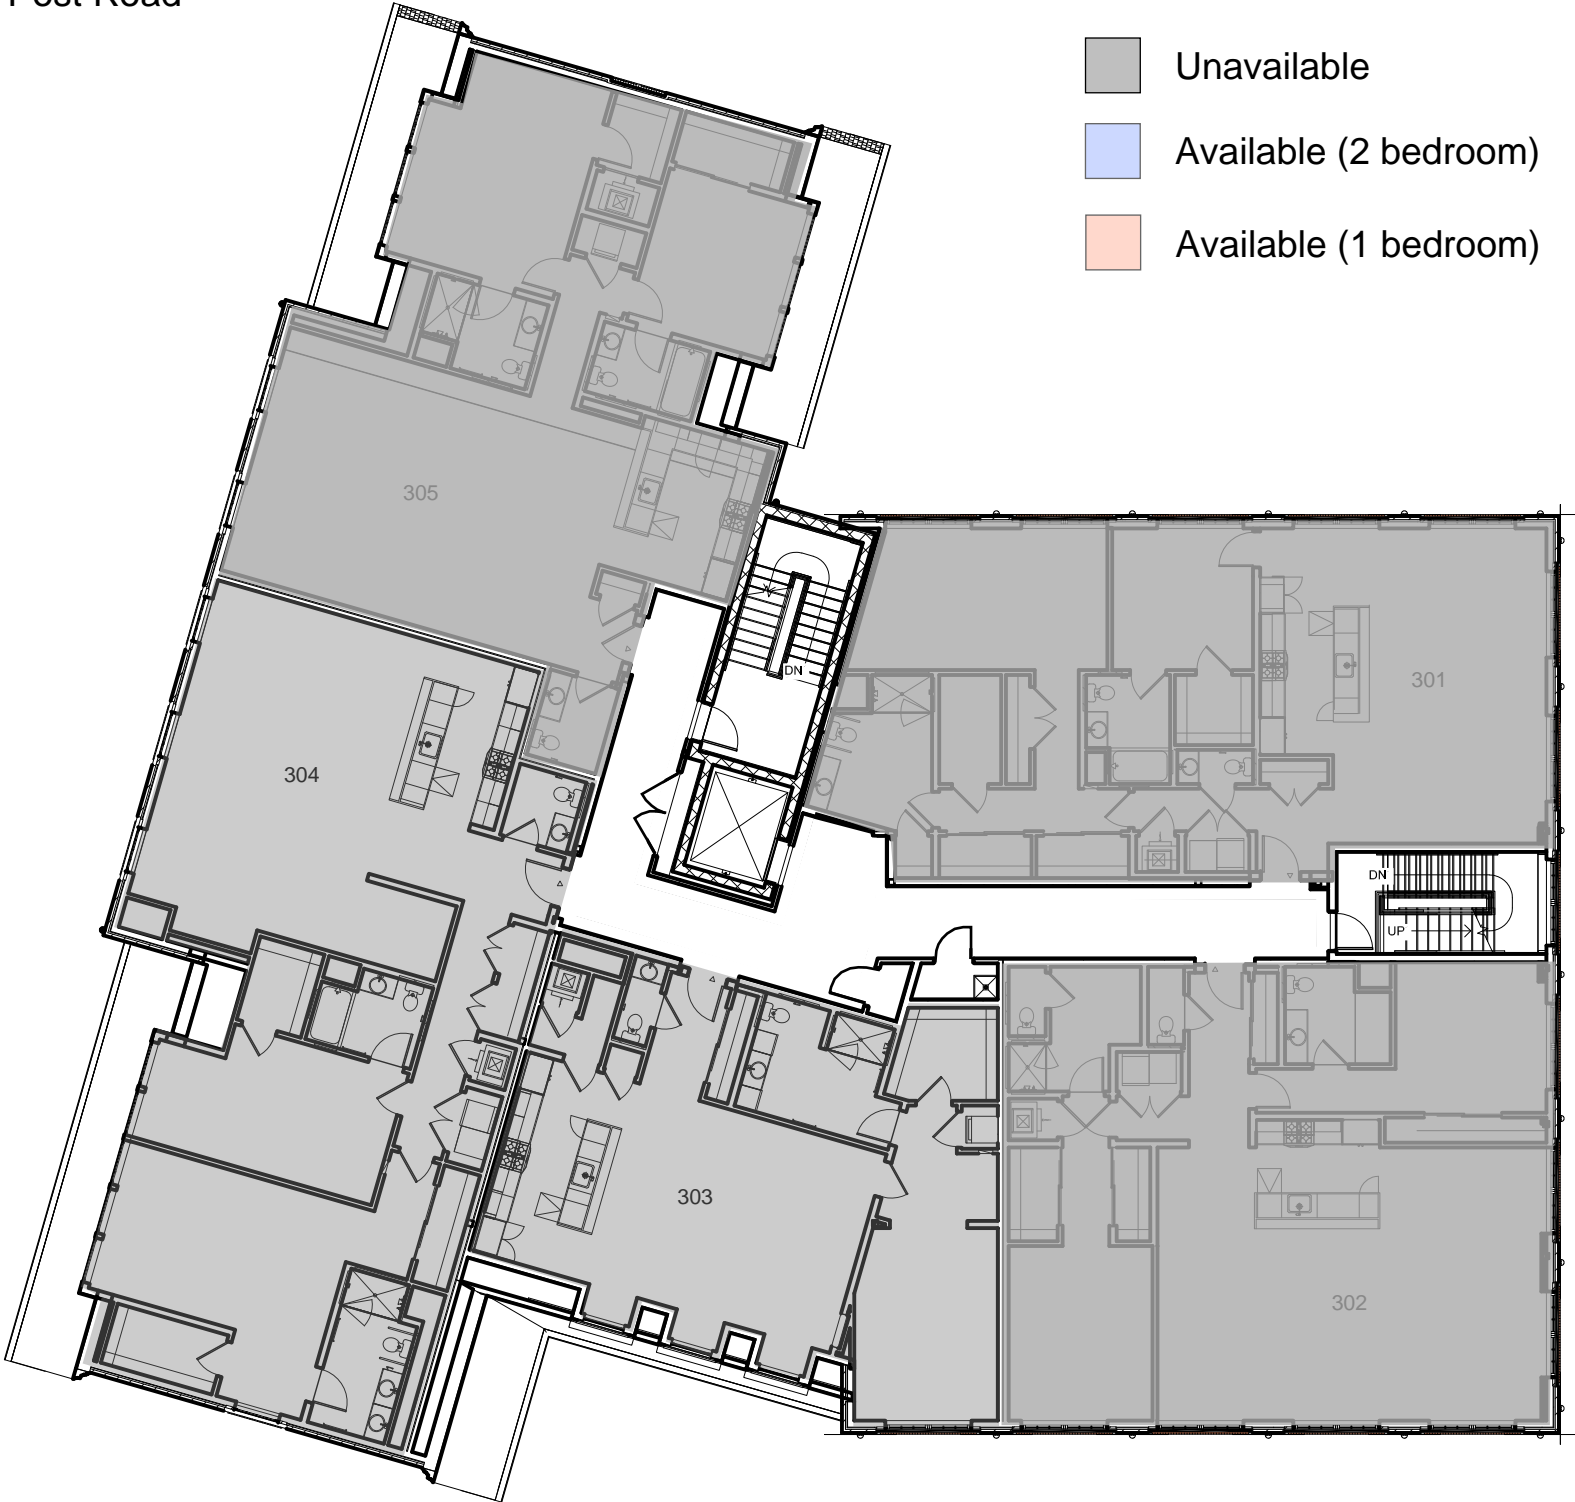 Post Road
Unavailable
Available (2 bedroom)
Available (1 bedroom)
305
DN
301
304
DN
UP
303
302